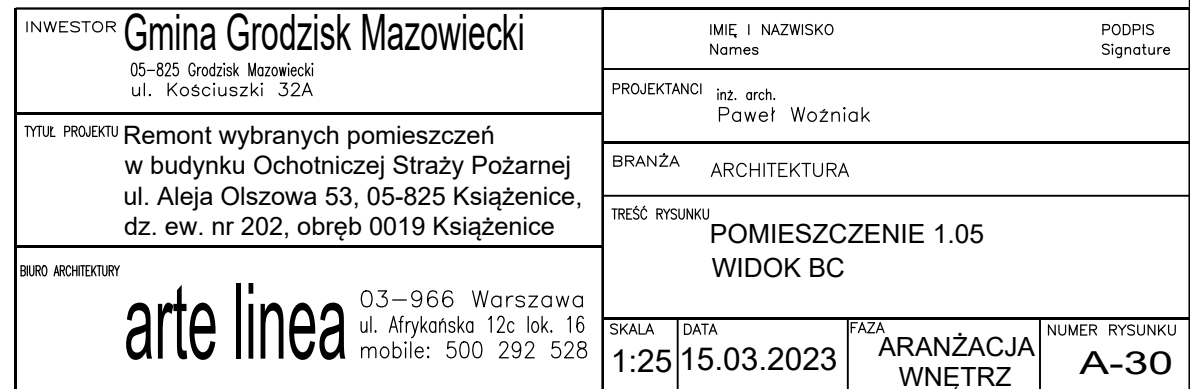 INWESTOR Gmina Grodzisk Mazowiecki
05-825 Grodzisk Mazowiecki
ul. Kościuszki 32A
TYTUŁ PROJEKTU Remont wybranych pomieszczeń
w budynku Ochotniczej Straży Pożarnej
ul. Aleja Olszowa 53, 05-825 Książenice,
dz. ew. nr 202, obręb 0019 Książenice
BIURO ARCHITEKTURY
arte linea
03-966 Warszawa
ul. Afrykańska 12c lok. 16
mobile: 500 292 528
IMIĘ I NAZWISKO
Names
PODPIS
Signature
PROJEKTANCI
inż. arch.
Paweł Woźniak
BRANŻA
ARCHITEKTURA
TREŚĆ RYSUNKU
POMIESZCZENIE 1.05
WIDOK BC
SKALA
1:25
DATA
15.03.2023
FAZA
ARANŻACJA
WNĘTRZ
NUMER RYSUNKU
A-30